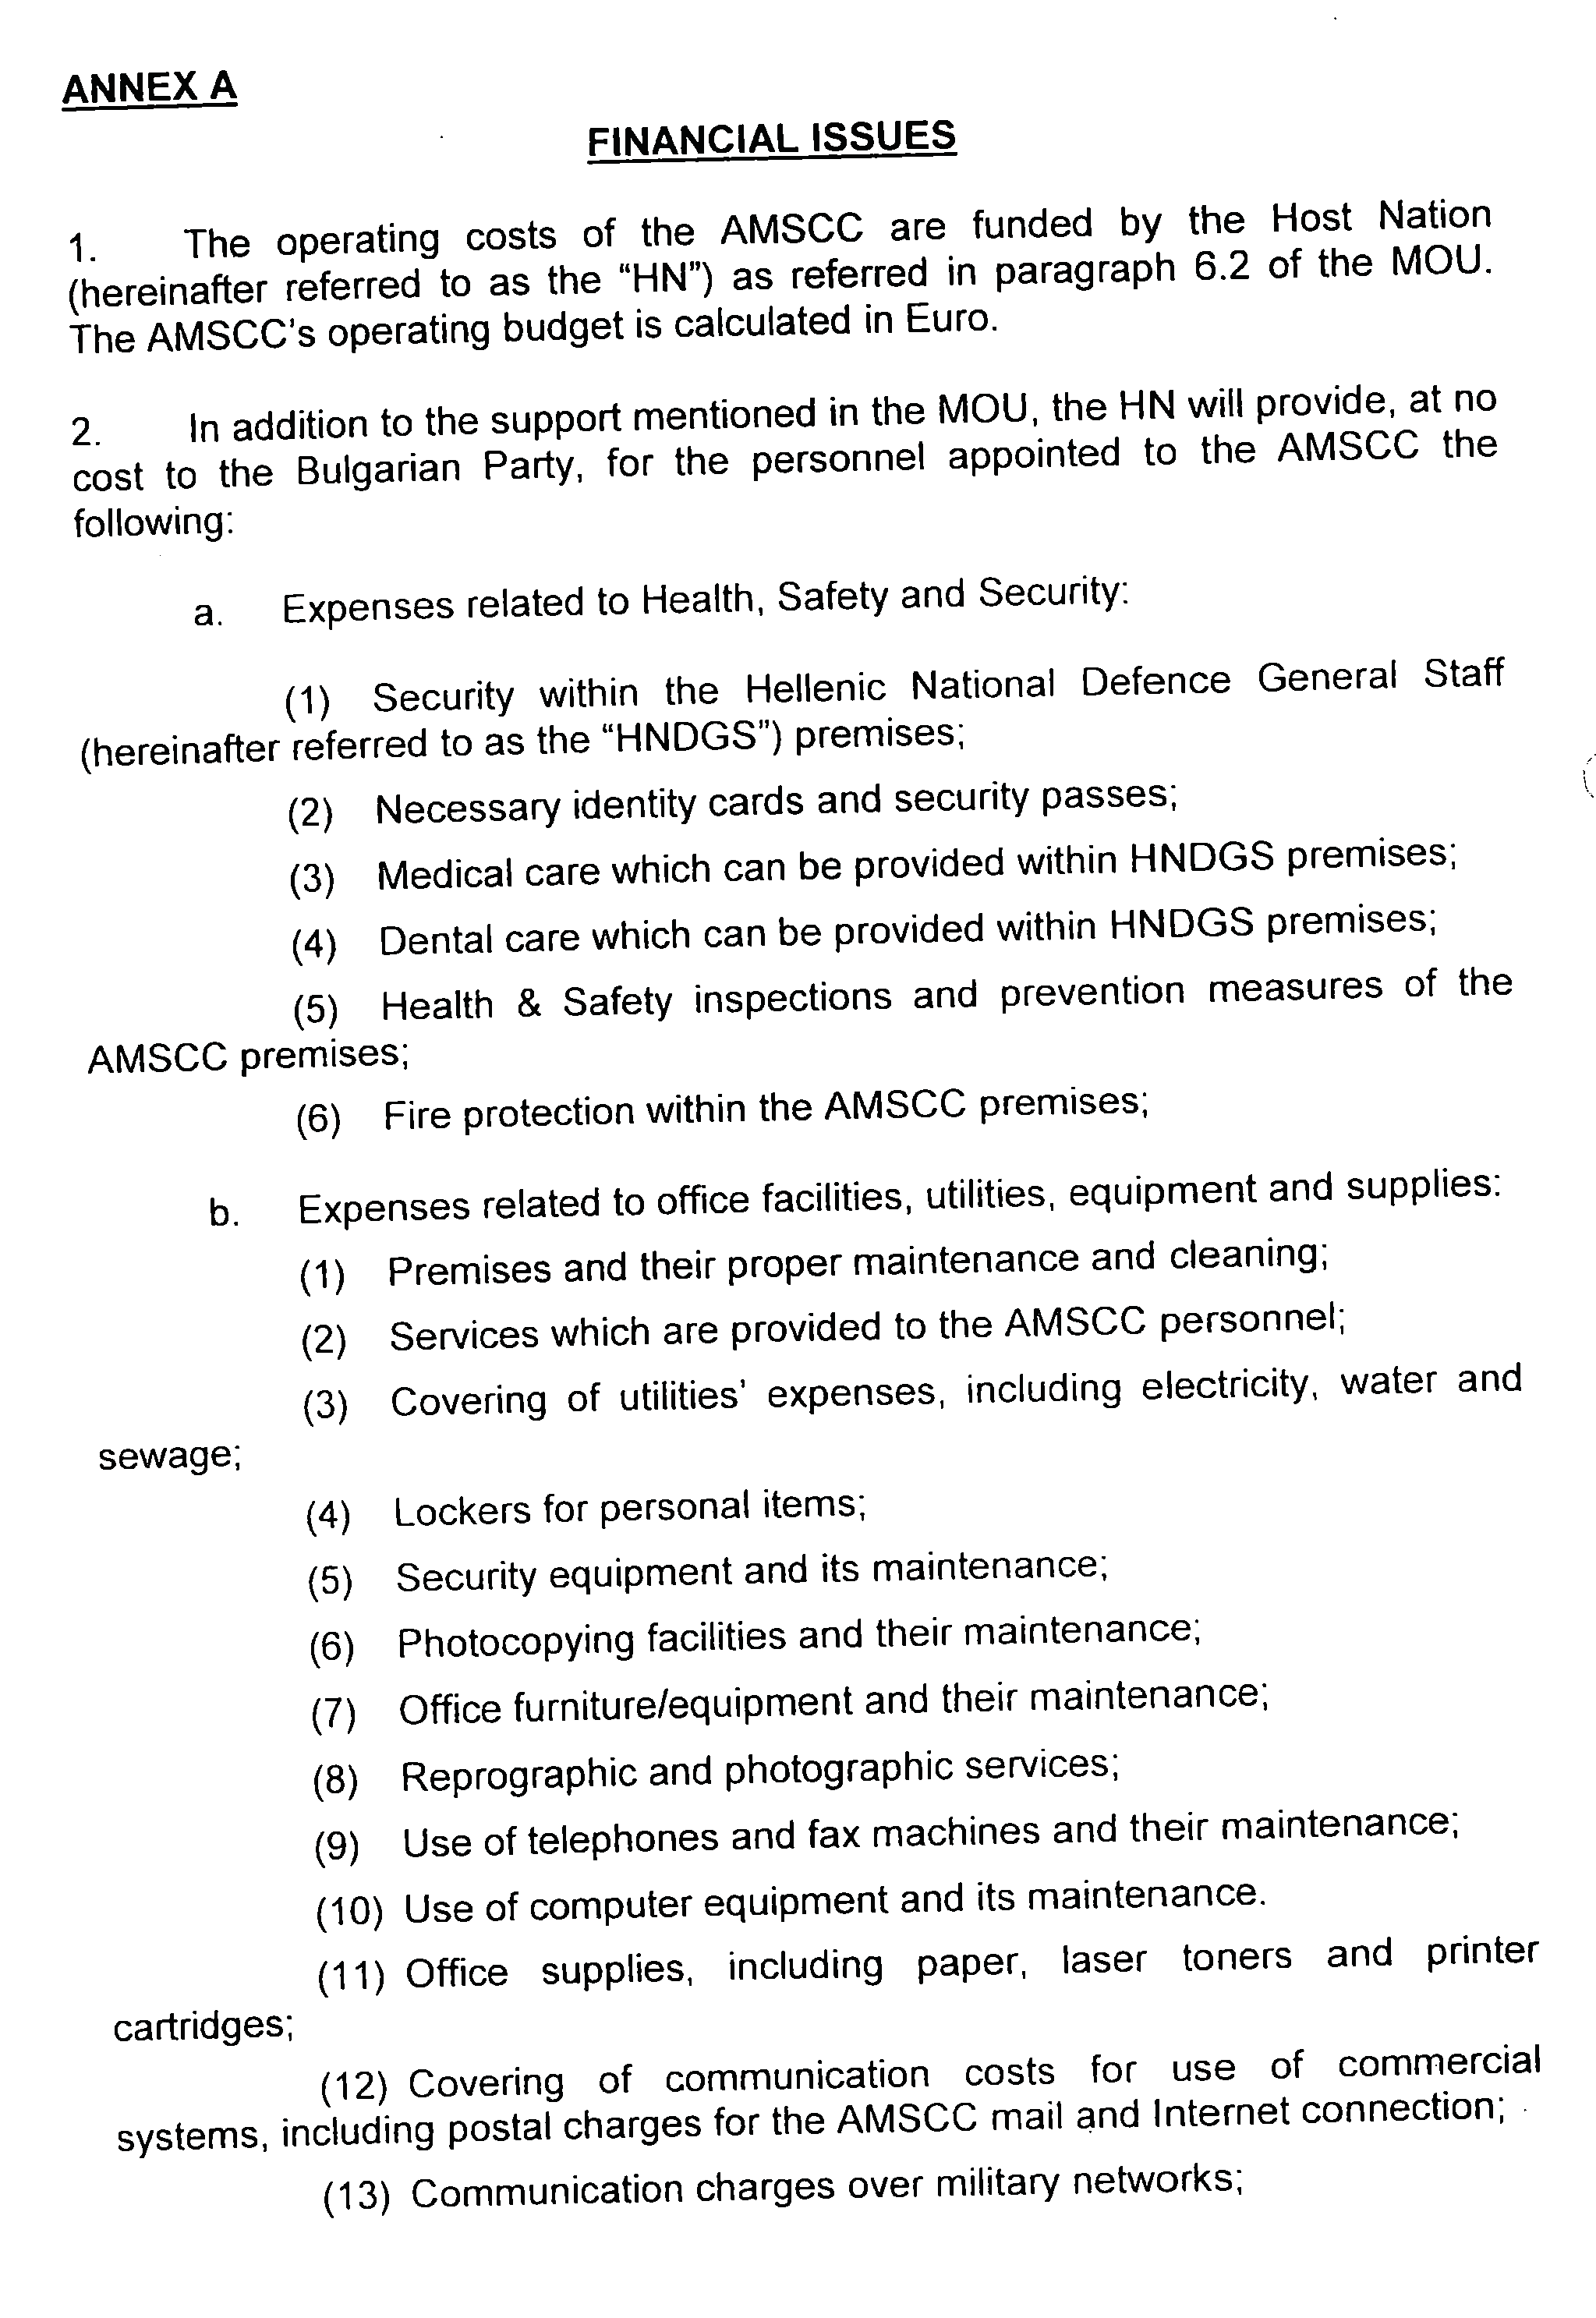 ANNEX A
FINANCIAL ISSUES
1. The operating costs of the AMSCC are funded by the Host Nation
(hereinafter referred to as the “HN”) as referred in paragraph 6.2 of the MOU.
The AMSCC's operating budget is calculated in Euro.
2. In addition to the support mentioned in the MOU, the HN will provide, at no
cost to the Bulgarian Party, for the personnel appointed to the AMSCC the
following:
a. Expenses related to Health, Safety and Security:
(1) Security within the Hellenic National Defence General Staff
(hereinafter referred to as the “HNDGS”) premises;
(2) Necessary identity cards and security passes;
(3) Medical care which can be provided within HNDGS premises;
(4) Dental care which can be provided within HNDGS premises;
(5) Health & Safety inspections and prevention measures of the
AMSCC premises;
(6) Fire protection within the AMSCC premises;
b. Expenses related to office facilities, utilities, equipment and supplies:
(1) Premises and their proper maintenance and cleaning;
(2) Services which are provided to the AMSCC personnel;
(3) Covering of utilities' expenses, including electricity, water and
sewage;
(4) Lockers for personal items;
(5) Security equipment and its maintenance;
(6) Photocopying facilities and their maintenance;
(7) Office furniture/equipment and their maintenance;
(8) Reprographic and photographic services;
(9) Use of telephones and fax machines and their maintenance;
(10) Use of computer equipment and its maintenance.
(11) Office supplies, including paper, laser toners and printer
cartridges;
(12) Covering of communication costs for use of commercial
systems, including postal charges for the AMSCC mail and Internet connection;
(13) Communication charges over military networks;